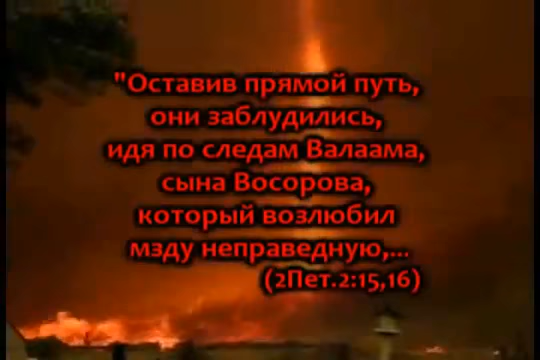 "Оставив прямой путь,
они заблудились,
идя по следам Валаама,
сына Восорова,
который возлюбил
мзду неправедную,...
(2Пет.2:15,16)